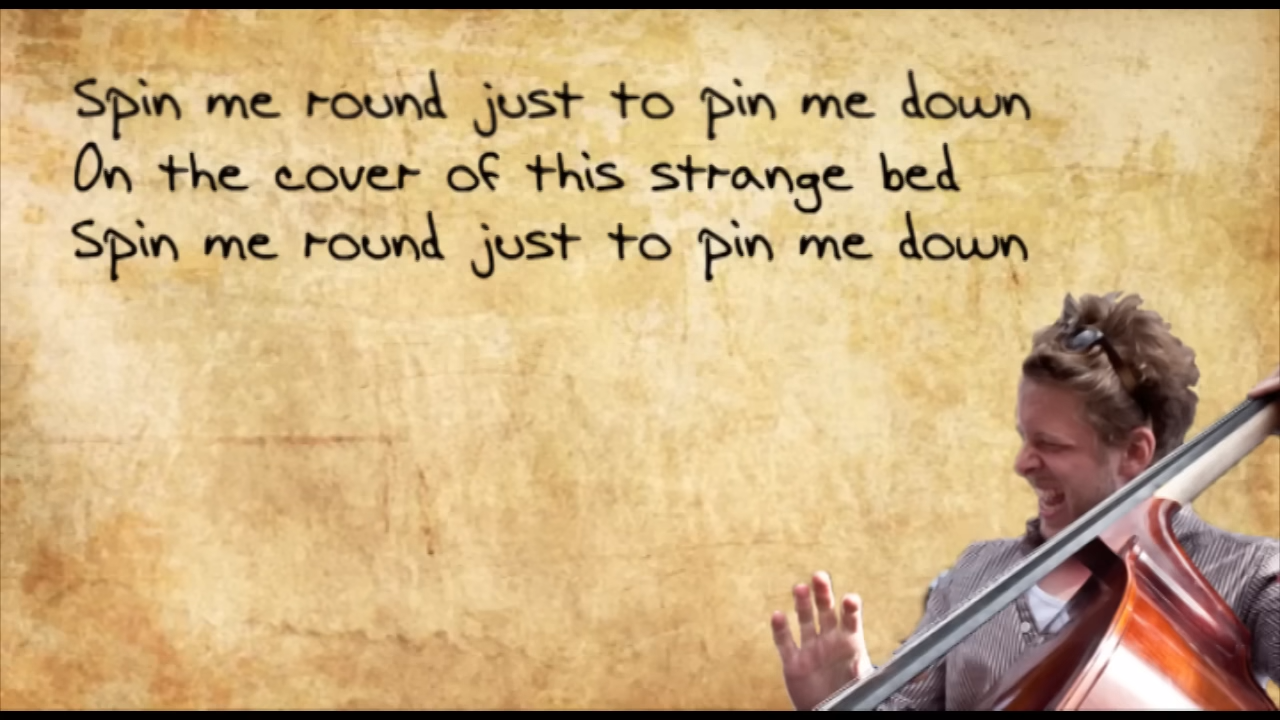 Spin me round just to pin me down
On the cover of this strange bed
Spin me round just to pin me down